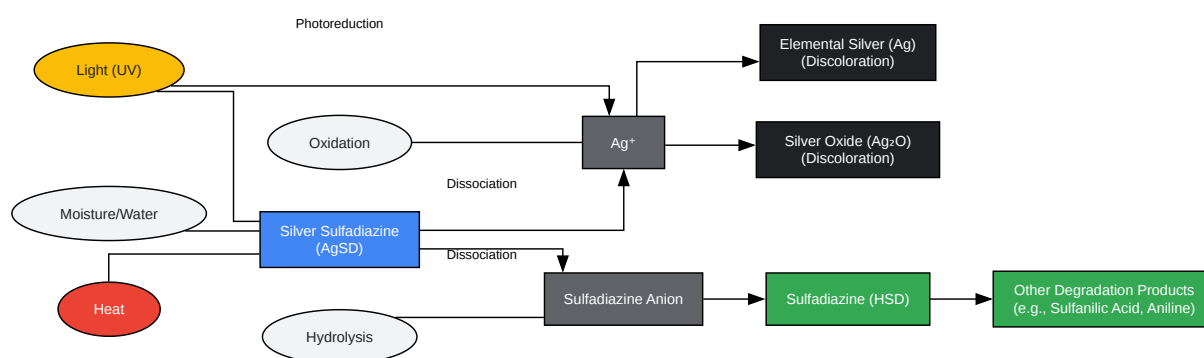 Photoreduction
Elemental Silver (Ag)
(Discoloration)
Light (UV)
Oxidation
Ag⁺
Silver Oxide (Ag₂O)
(Discoloration)
Dissociation
Moisture/Water
Silver Sulfadiazine
(AgSD)
Dissociation
Heat
Sulfadiazine Anion
Sulfadiazine (HSD)
Other Degradation Products
(e.g., Sulfanilic Acid, Aniline)
Hydrolysis